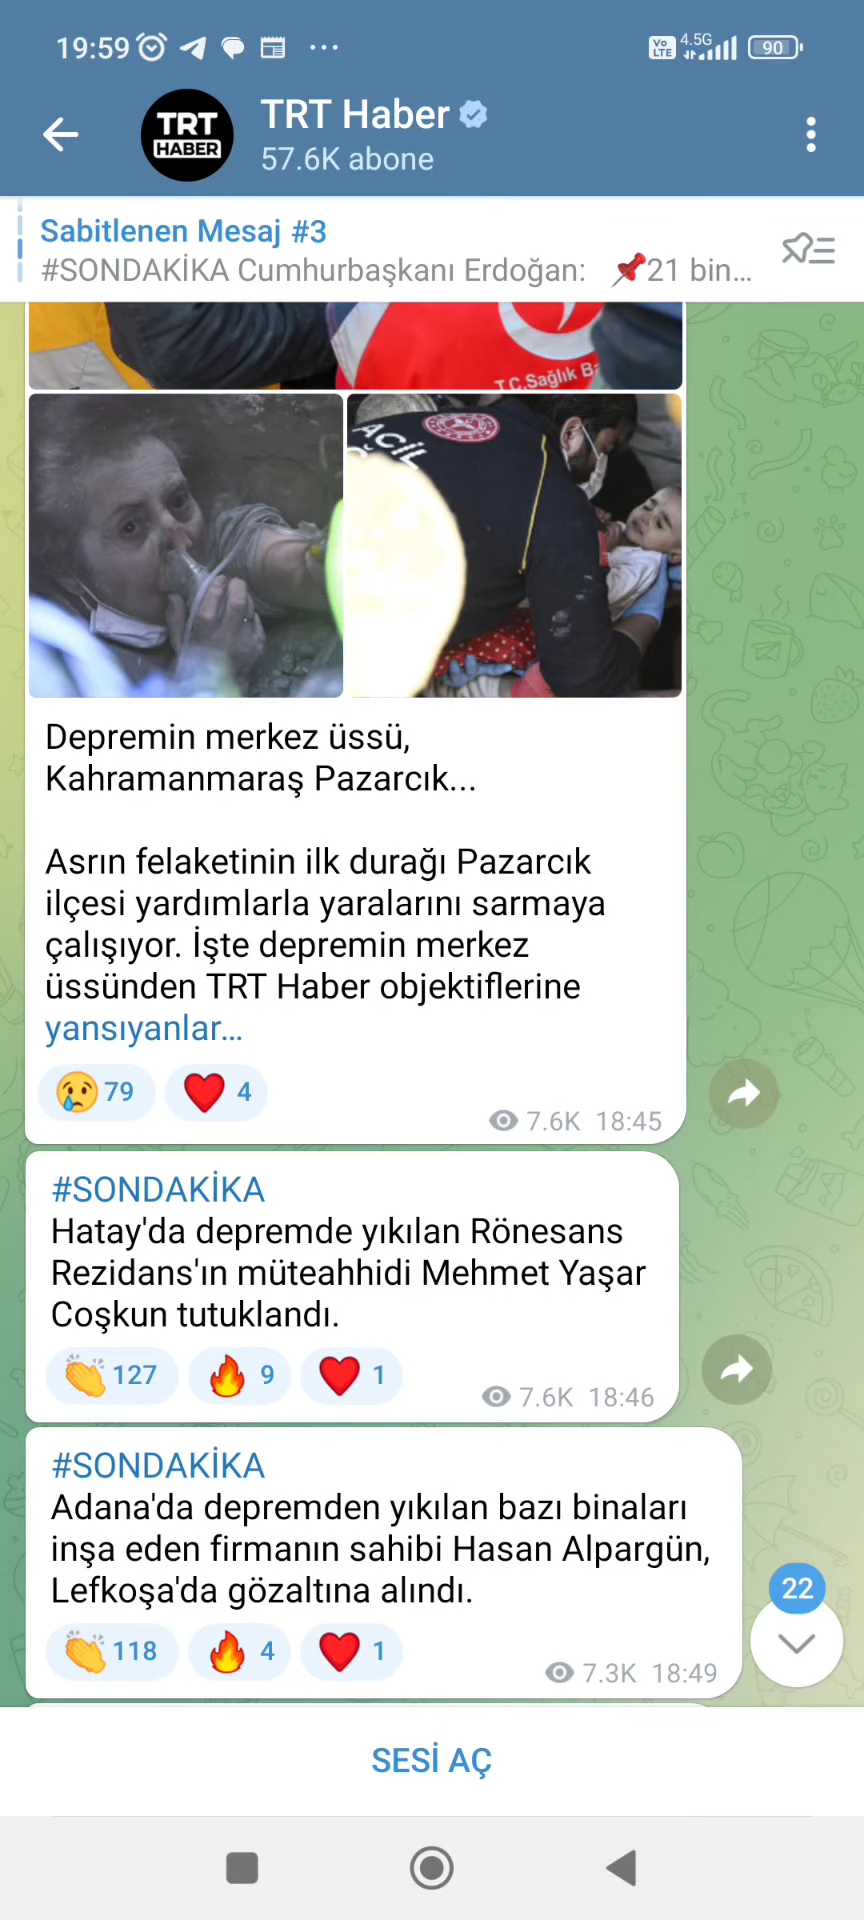 19:59
Vo LTE 4.5G 90
TRT HABER
TRT Haber
57.6K abone
Sabitlenen Mesaj #3
#SONDAKİKA Cumhurbaşkanı Erdoğan: 📌21 bin...
T.C.Sağlık B
ACİL
Depremin merkez üssü,
Kahramanmaraş Pazarcık...
Asrın felaketinin ilk durağı Pazarcık
ilçesi yardımlarla yaralarını sarmaya
çalışıyor. İşte depremin merkez
üssünden TRT Haber objektiflerine
yansıyanlar...
😢 79 ❤️ 4
7.6K 18:45
#SONDAKİKA
Hatay'da depremde yıkılan Rönesans
Rezidans'ın müteahhidi Mehmet Yaşar
Coşkun tutuklandı.
👏 127 🔥 9 ❤️ 1
7.6K 18:46
#SONDAKİKA
Adana'da depremden yıkılan bazı binaları
inşa eden firmanın sahibi Hasan Alpargün,
Lefkoşa'da gözaltına alındı.
22
👏 118 🔥 4 ❤️ 1
7.3K 18:49
SESİ AÇ